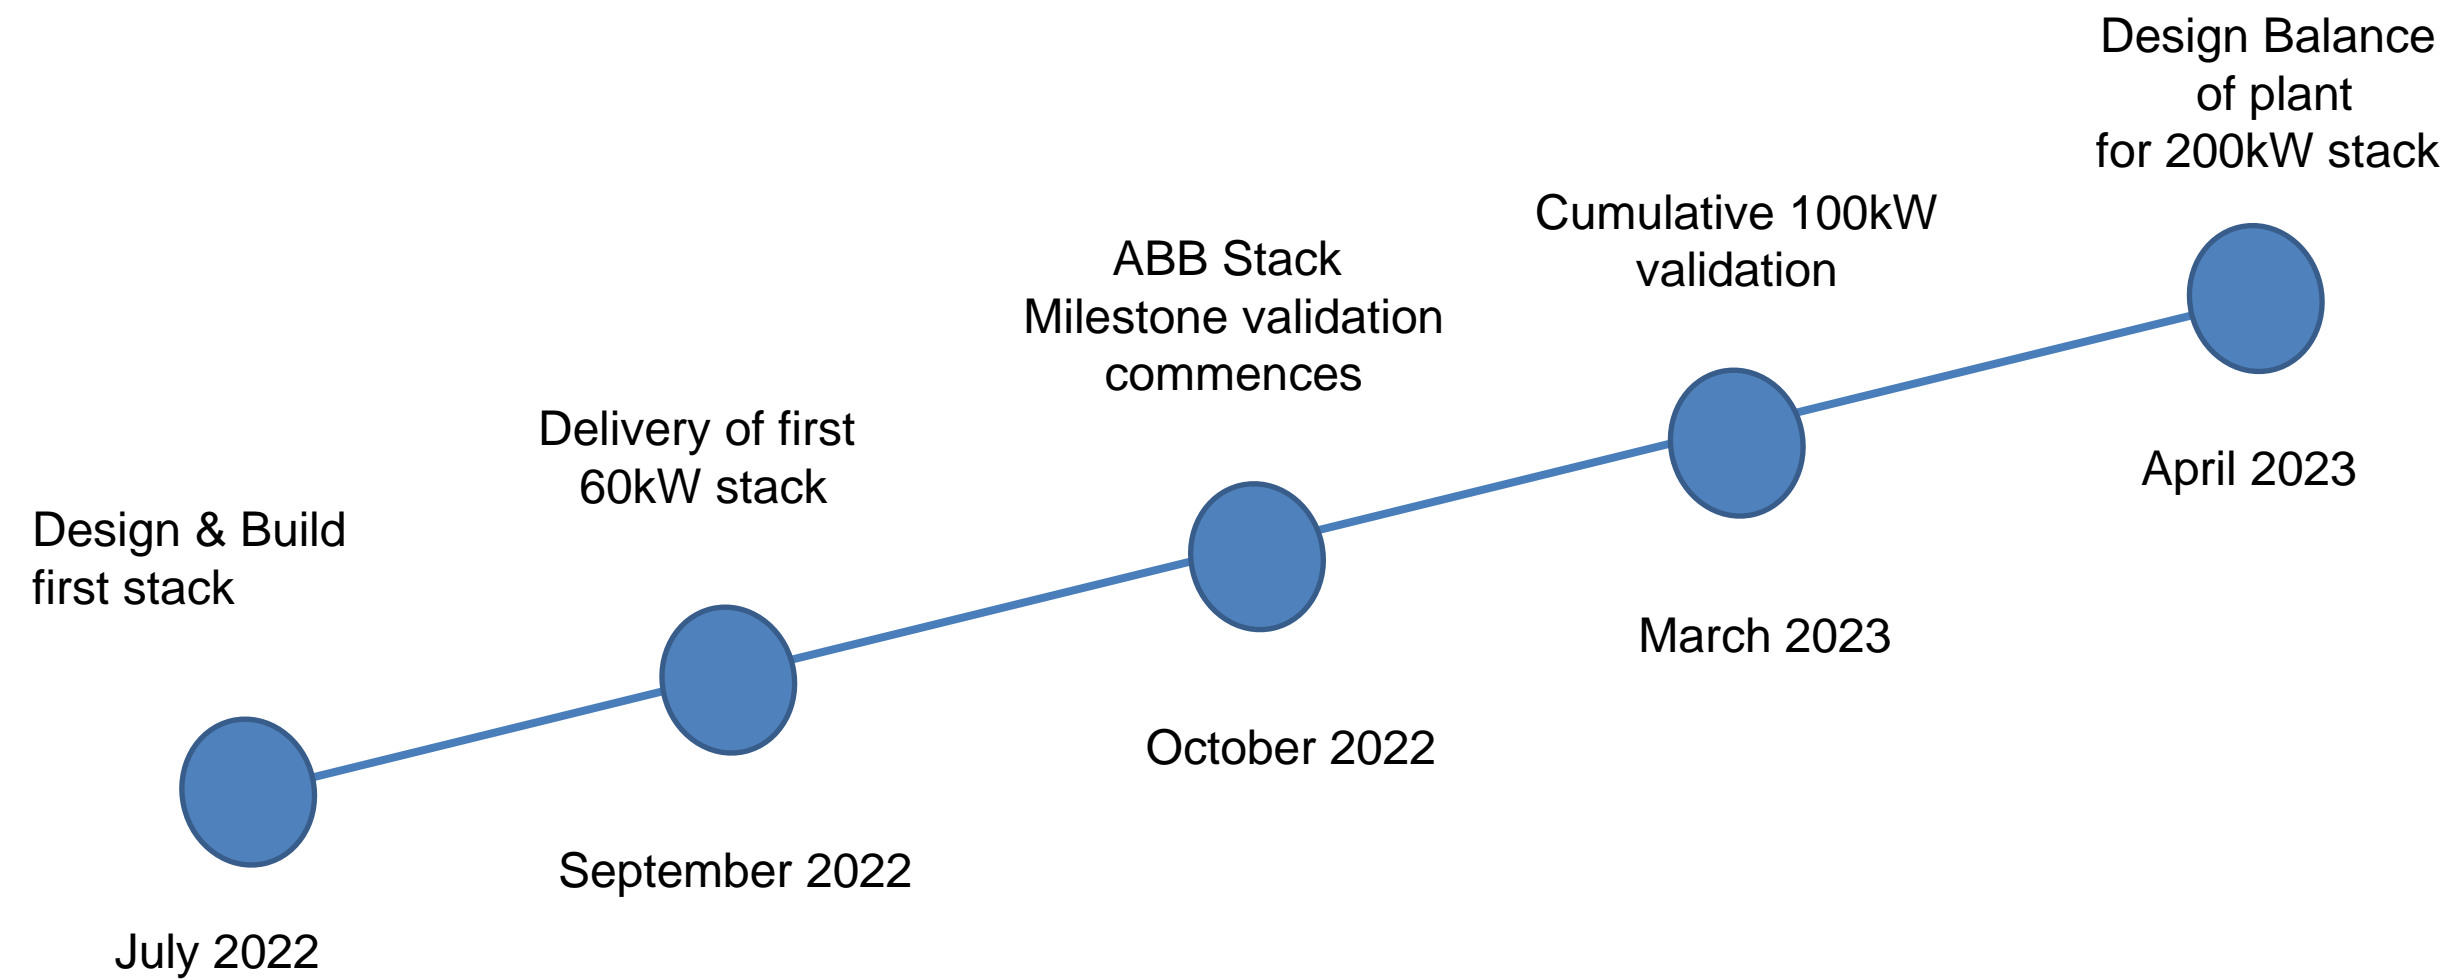 Design & Build
first stack
July 2022
Delivery of first
60kW stack
September 2022
ABB Stack
Milestone validation
commences
October 2022
Cumulative 100kW
validation
March 2023
Design Balance
of plant
for 200kW stack
April 2023